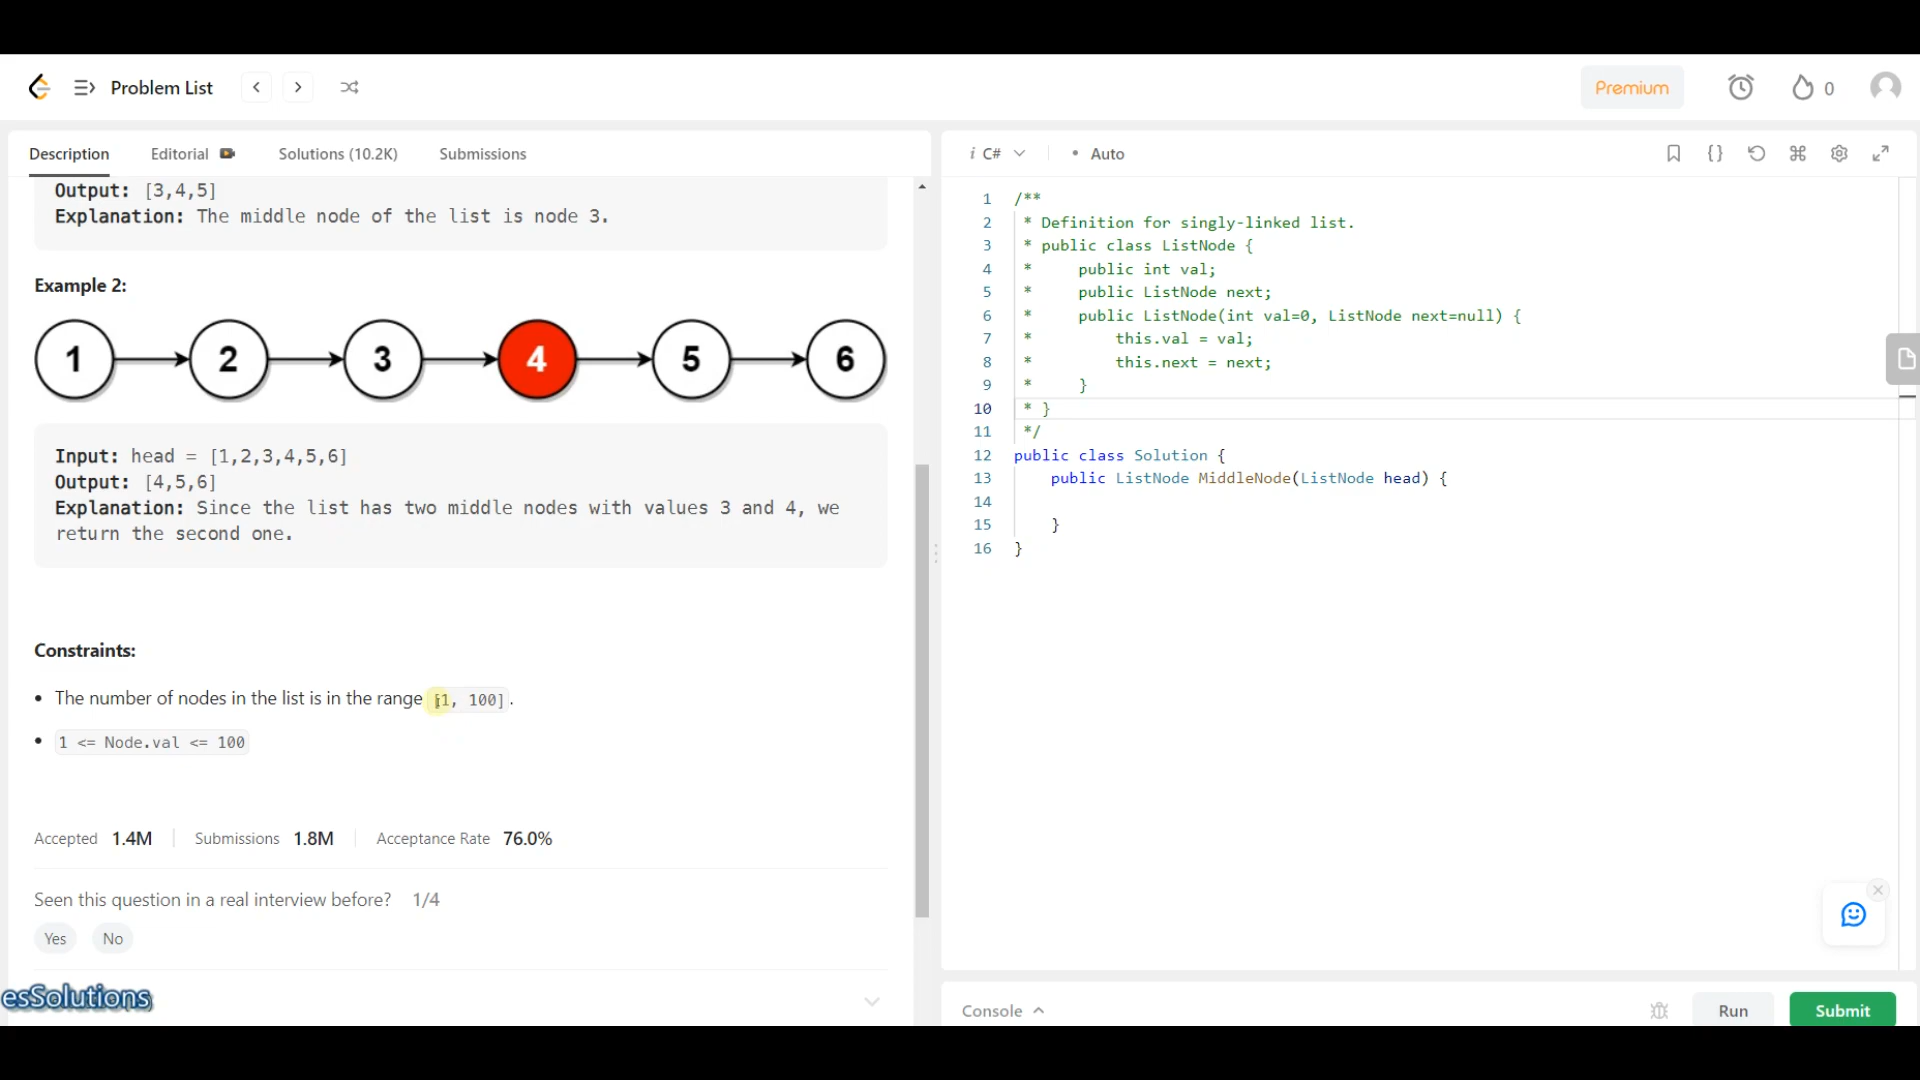 Problem List
Premium
0
Description
Editorial
Solutions (10.2K)
Submissions
Output: [3,4,5]
Explanation: The middle node of the list is node 3.
Example 2:
1 2 3 4 5 6
Input: head = [1,2,3,4,5,6]
Output: [4,5,6]
Explanation: Since the list has two middle nodes with values 3 and 4, we
return the second one.
Constraints:
• The number of nodes in the list is in the range [1, 100].
• 1 <= Node.val <= 100
Accepted 1.4M Submissions 1.8M Acceptance Rate 76.0%
Seen this question in a real interview before? 1/4
Yes No
esSolutions
i C# • Auto
1 /**
2 * Definition for singly-linked list.
3 * public class ListNode {
4 *     public int val;
5 *     public ListNode next;
6 *     public ListNode(int val=0, ListNode next=null) {
7 *         this.val = val;
8 *         this.next = next;
9 *     }
10 * }
11 */
12 public class Solution {
13     public ListNode MiddleNode(ListNode head) {
14
15     }
16 }
Console
Run
Submit